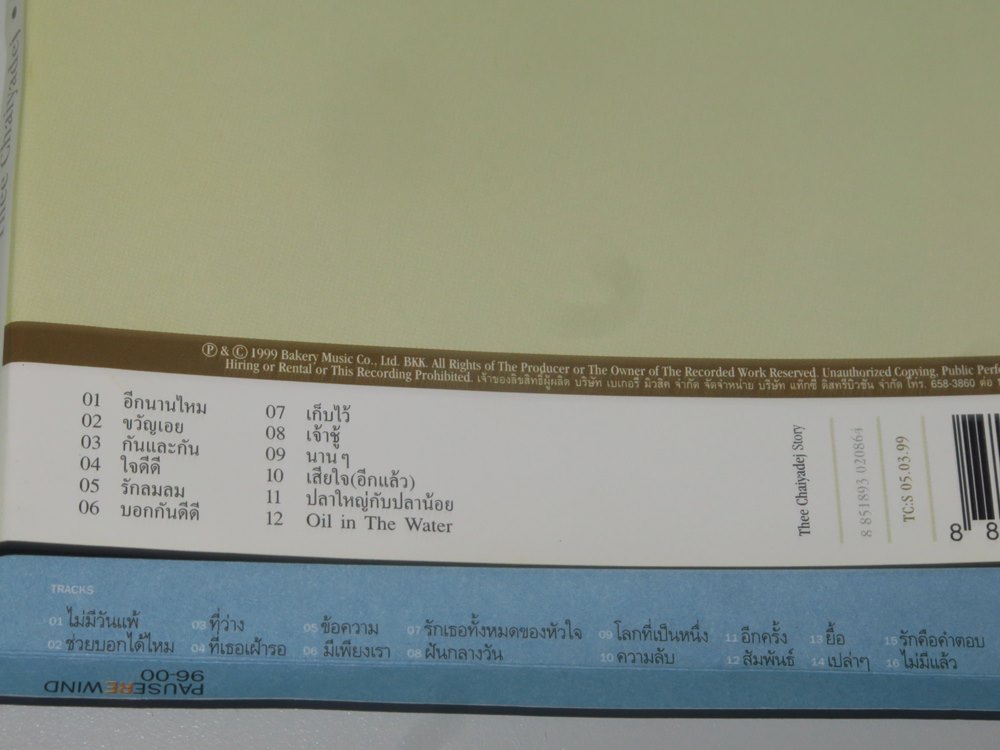 Thee Chaiyadej •
Ⓟ & © 1999 Bakery Music Co., Ltd. BKK. All Rights of The Producer or The Owner of The Recorded Work Reserved. Unauthorized Copying, Public
Hiring or Rental or This Recording Prohibited. เจ้าของลิขสิทธิ์ผู้ผลิต บริษัท เบเกอรี่ มิวสิค จำกัด จัดจำหน่าย บริษัท แท็กซี่ ดิสทริบิวชัน จำกัด โทร. 658-3860 ต่อ
01 อีกนานไหม
02 ขวัญเอย
03 กันและกัน
04 ใจดีดี
05 รักลมลม
06 บอกกันดีดี
07 เก็บไว้
08 เจ้าชู้
09 นานๆ
10 เสียใจ(อีกแล้ว)
11 ปลาใหญ่กับปลาน้อย
12 Oil in The Water
Thee Chaiyadej Story
8 851893 020864
TC:S 05.03.99
8 8
TRACKS
01 ไม่มีวันแพ้
02 ช่วยบอกได้ไหม
03 ที่ว่าง
04 ที่เธอเฝ้ารอ
05 ข้อความ
06 มีเพียงเรา
07 รักเธอทั้งหมดของหัวใจ
08 ฝันกลางวัน
09 โลกที่เป็นหนึ่ง
10 ความลับ
11 อีกครั้ง
12 สัมพันธ์
13 ยื้อ
14 เปล่าๆ
15 รักคือคำตอบ
16 ไม่มีแล้ว
PAUSEREWIND
96-00